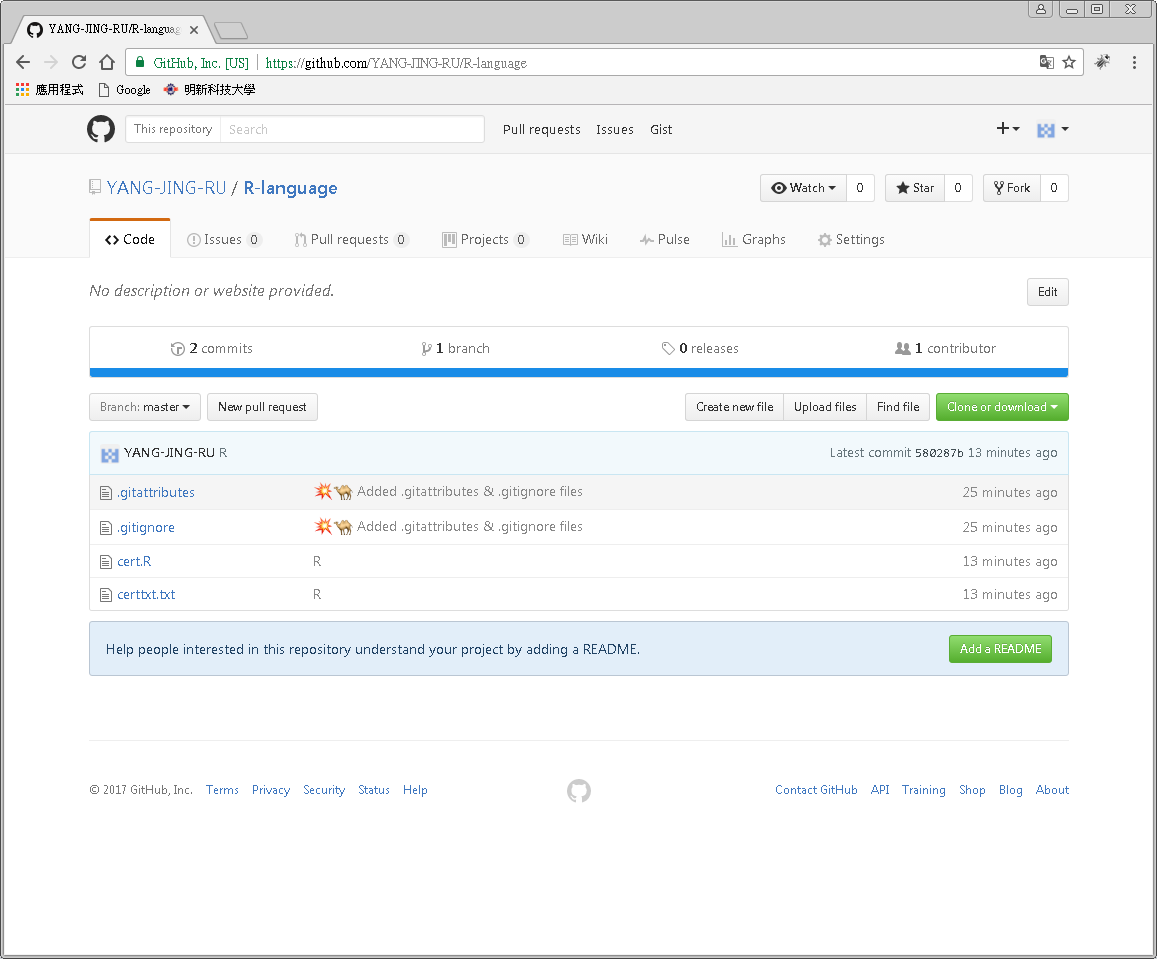 YANG-JING-RU/R-languag
GitHub, Inc. [US] https://github.com/YANG-JING-RU/R-language
應用程式 Google 明新科技大學
This repository Search Pull requests Issues Gist
YANG-JING-RU / R-language Watch 0 Star 0 Fork 0
Code Issues 0 Pull requests 0 Projects 0 Wiki Pulse Graphs Settings
No description or website provided. Edit
2 commits 1 branch 0 releases 1 contributor
Branch: master New pull request Create new file Upload files Find file Clone or download
YANG-JING-RU R Latest commit 580287b 13 minutes ago
.gitattributes Added .gitattributes & .gitignore files 25 minutes ago
.gitignore Added .gitattributes & .gitignore files 25 minutes ago
cert.R R 13 minutes ago
certtxt.txt R 13 minutes ago
Help people interested in this repository understand your project by adding a README. Add a README
© 2017 GitHub, Inc. Terms Privacy Security Status Help Contact GitHub API Training Shop Blog About